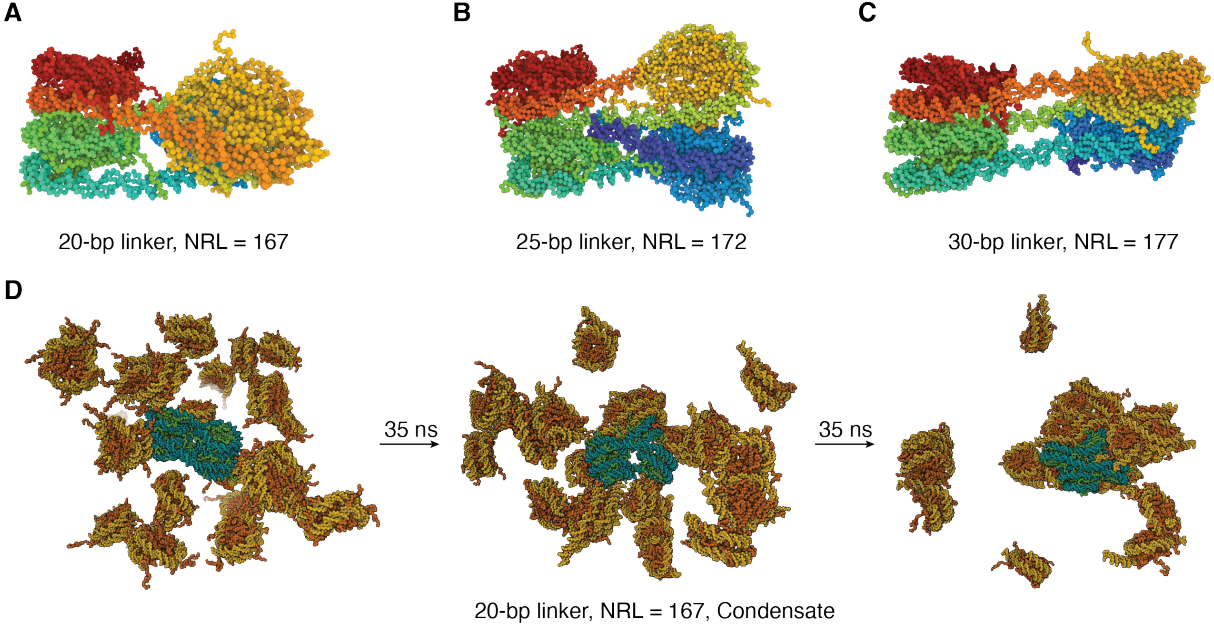 A
B
C
20-bp linker, NRL = 167
25-bp linker, NRL = 172
30-bp linker, NRL = 177
D
35 ns
35 ns
20-bp linker, NRL = 167, Condensate